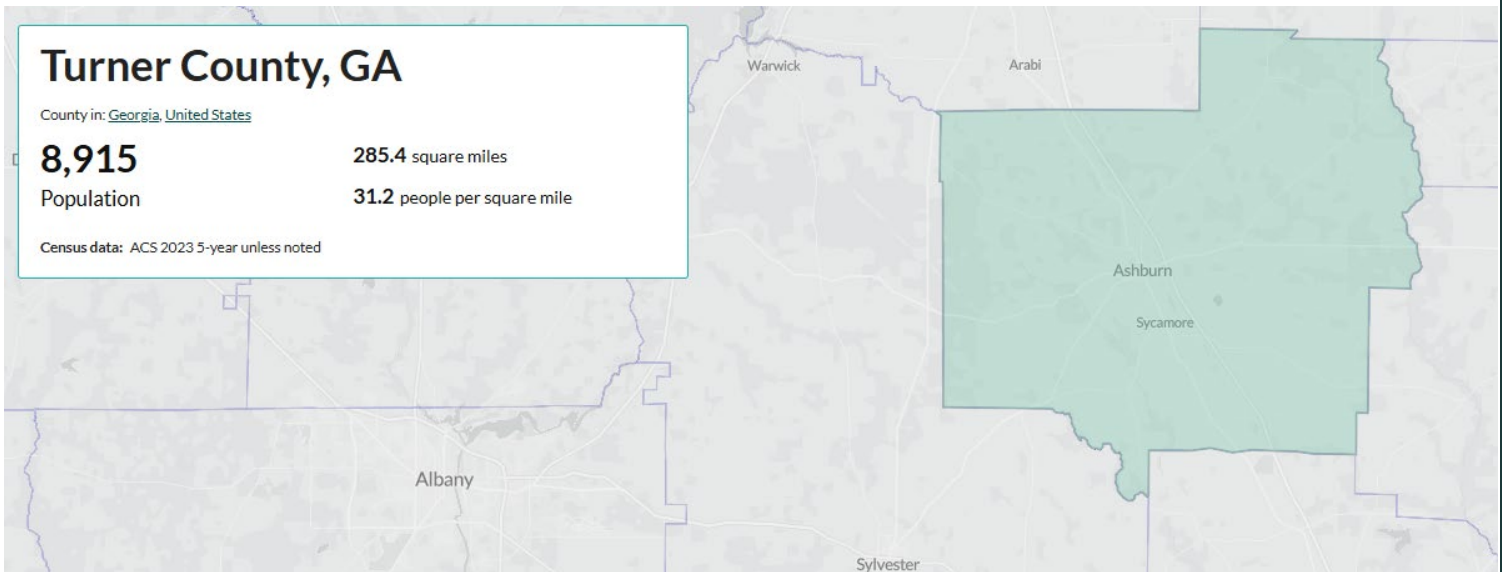 Turner County, GA
County in: Georgia, United States
8,915
Population
285.4 square miles
31.2 people per square mile
Census data: ACS 2023 5-year unless noted
Warwick
Arabi
Ashburn
Sycamore
Albany
Sylvester